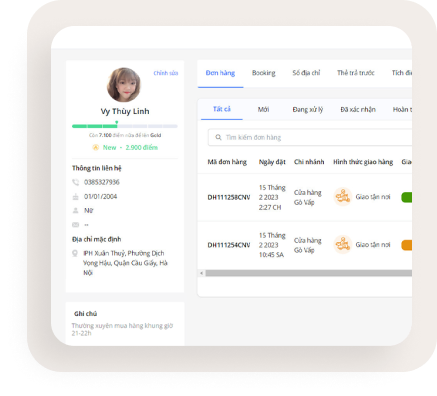 Chỉnh sửa
Vy Thùy Linh
Còn 7.100 điểm nữa để lên Gold
New - 2.900 điểm
Thông tin liên hệ
0385327936
01/01/2004
Nữ
--
Địa chỉ mặc định
IPH Xuân Thuỷ, Phường Dịch
Vọng Hậu, Quận Cầu Giấy, Hà
Nội
Ghi chú
Thường xuyên mua hàng khung giờ
21-22h
Đơn hàng Booking Sổ địa chỉ Thẻ trả trước Tích đi
Tất cả Mới Đang xử lý Đã xác nhận Hoàn t
Tìm kiếm đơn hàng
Mã đơn hàng Ngày đặt Chi nhánh Hình thức giao hàng Gia
DH111258CNV 15 Tháng 2 2023 2:27 CH Cửa hàng Gò Vấp Giao tận nơi
DH111254CNV 15 Tháng 2 2023 10:45 SA Cửa hàng Gò Vấp Giao tận nơi